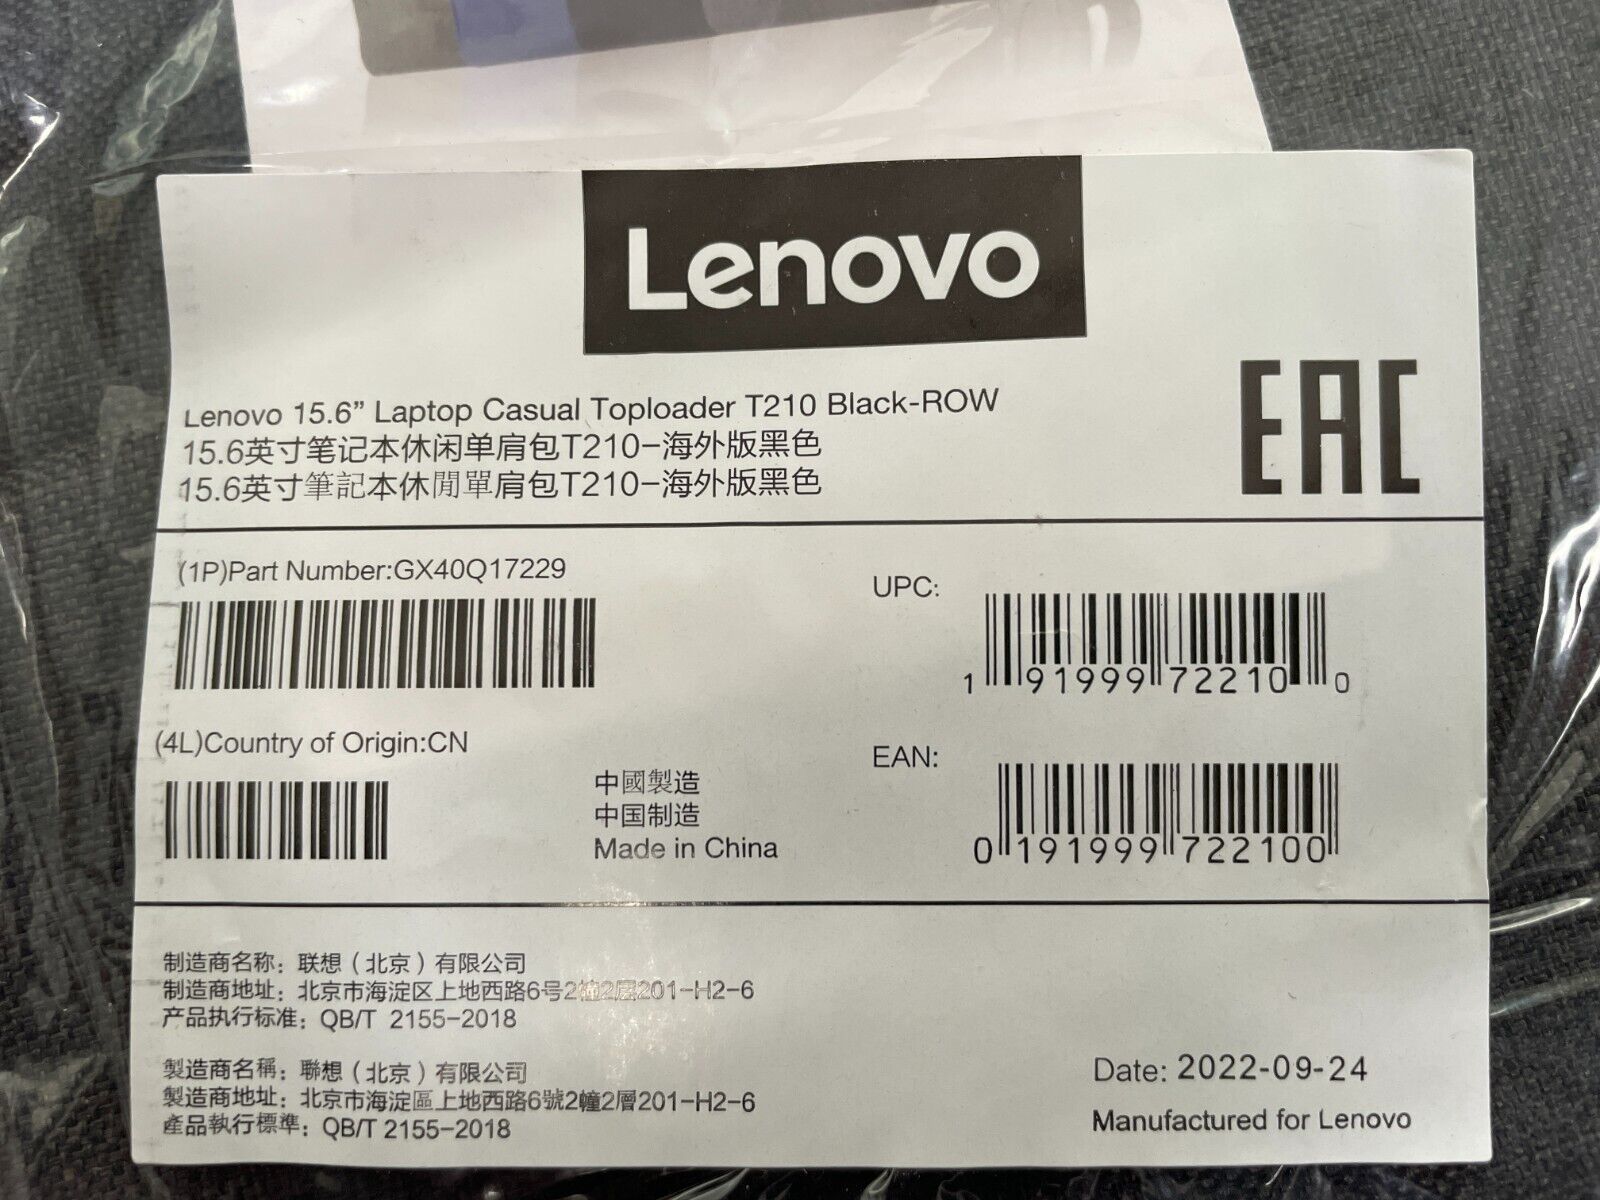 Lenovo
Lenovo 15.6” Laptop Casual Toploader T210 Black-ROW
15.6英寸笔记本休闲单肩包T210-海外版黑色
15.6英寸筆記本休閒單肩包T210-海外版黑色
EAC
(1P)Part Number:GX40Q17229
UPC:
1 91999 72210 0
(4L)Country of Origin:CN
中國製造
中国制造
Made in China
EAN:
0 191999 722100
制造商名称：联想（北京）有限公司
制造商地址：北京市海淀区上地西路6号2幢2层201-H2-6
产品执行标准：QB/T 2155-2018
製造商名稱：聯想（北京）有限公司
製造商地址：北京市海淀區上地西路6號2幢2層201-H2-6
產品執行標準：QB/T 2155-2018
Date: 2022-09-24
Manufactured for Lenovo